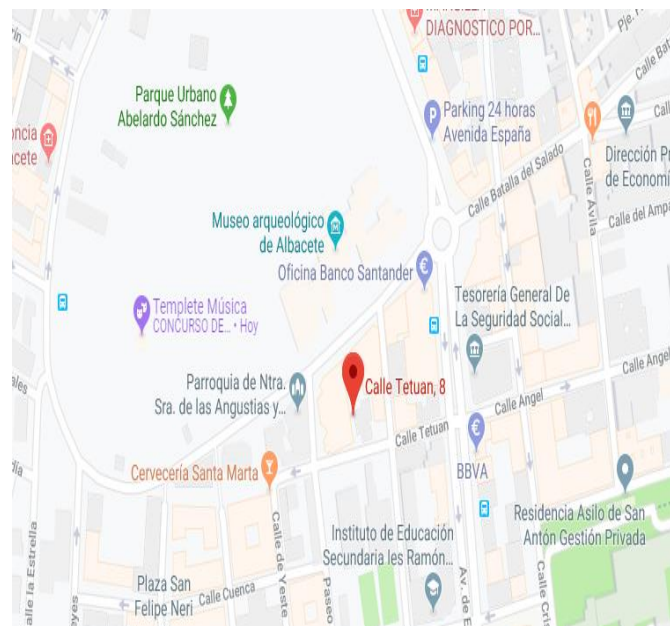 DIAGNOSTICO POR...
Parque Urbano
Abelardo Sánchez
Parking 24 horas
Avenida España
Calle Batalla del Salado
Dirección P
de Economí
Calle Ávila
Calle del Ampa
Museo arqueológico
de Albacete
Oficina Banco Santander
Tesorería General De
La Seguridad Social...
Templete Música
CONCURSO DE... • Hoy
Parroquia de Ntra.
Sra. de las Angustias y...
Calle Tetuan, 8
Calle Angel
Calle Angel
Calle Tetuan
BBVA
Cervecería Santa Marta
Residencia Asilo de San
Antón Gestión Privada
Instituto de Educación
Secundaria Ies Ramón...
Plaza San
Felipe Neri
Calle Cuenca
Calle de Yeste
Paseo
Av. de E
Calle Cris
alle la Estrella